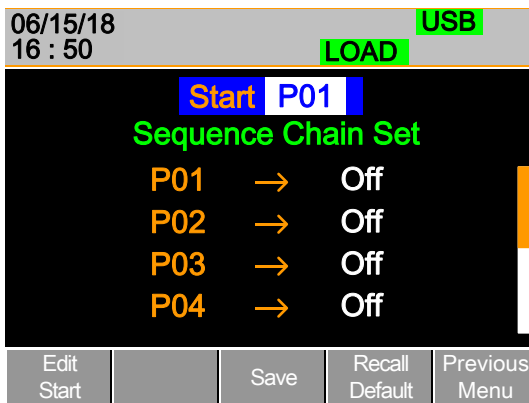 06/15/18 USB
16 : 50 LOAD
Start P01
Sequence Chain Set
P01 → Off
P02 → Off
P03 → Off
P04 → Off
Edit Start Save Recall Default Previous Menu